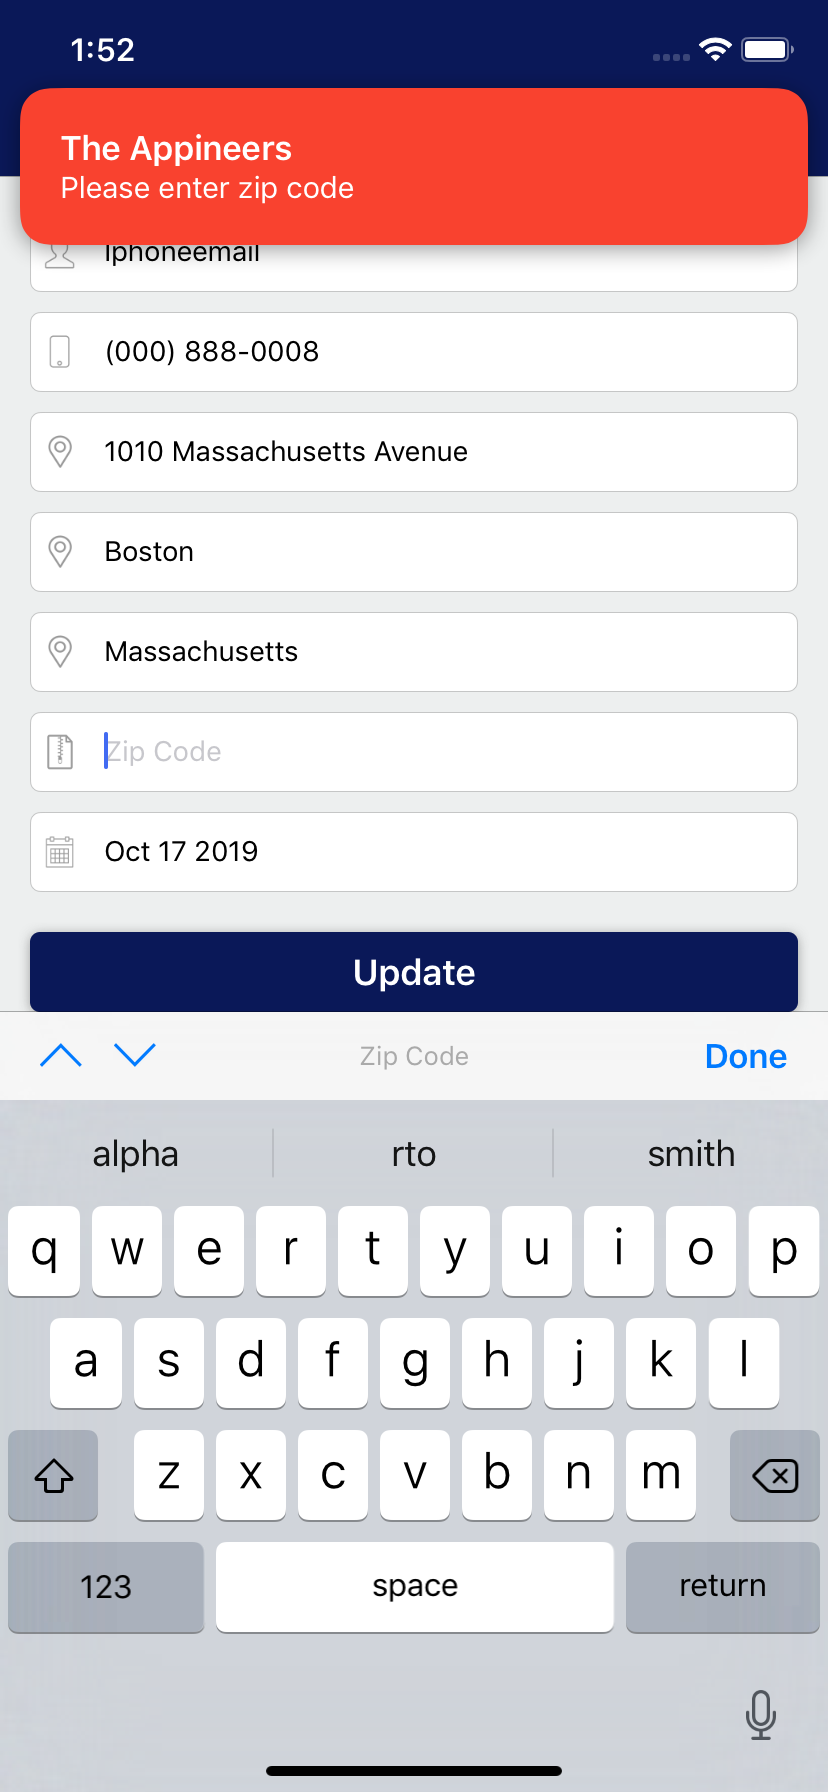 1:52
The Appineers
Please enter zip code
Iphoneemail
(000) 888-0008
1010 Massachusetts Avenue
Boston
Massachusetts
Zip Code
Oct 17 2019
Update
Zip Code
Done
alpha rto smith
q w e r t y u i o p
a s d f g h j k l
z x c v b n m
123 space return